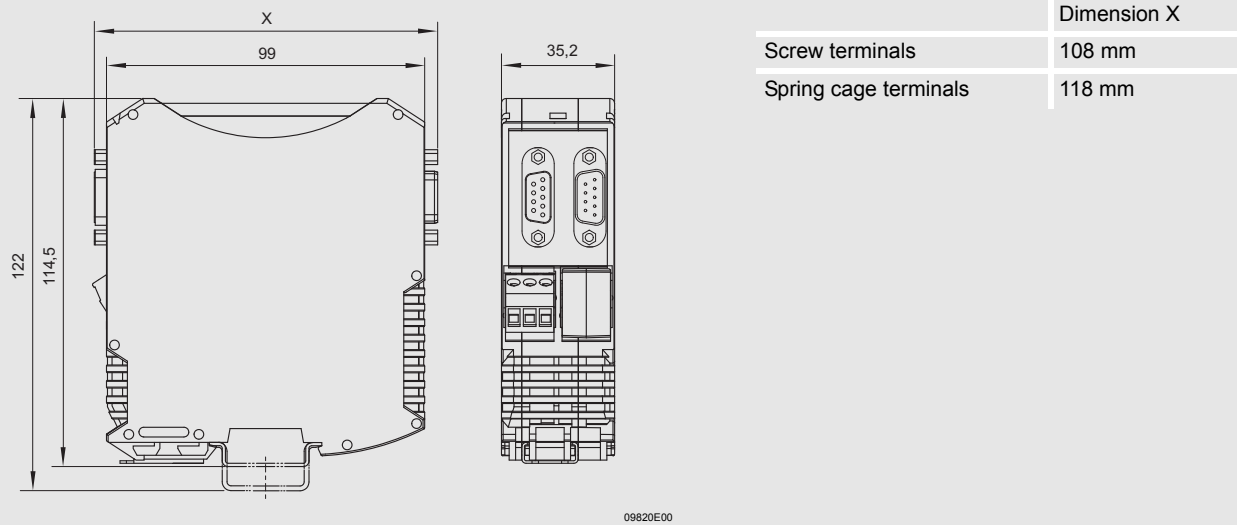 X
99
35,2
122
114,5
Dimension X
Screw terminals 108 mm
Spring cage terminals 118 mm
09820E00